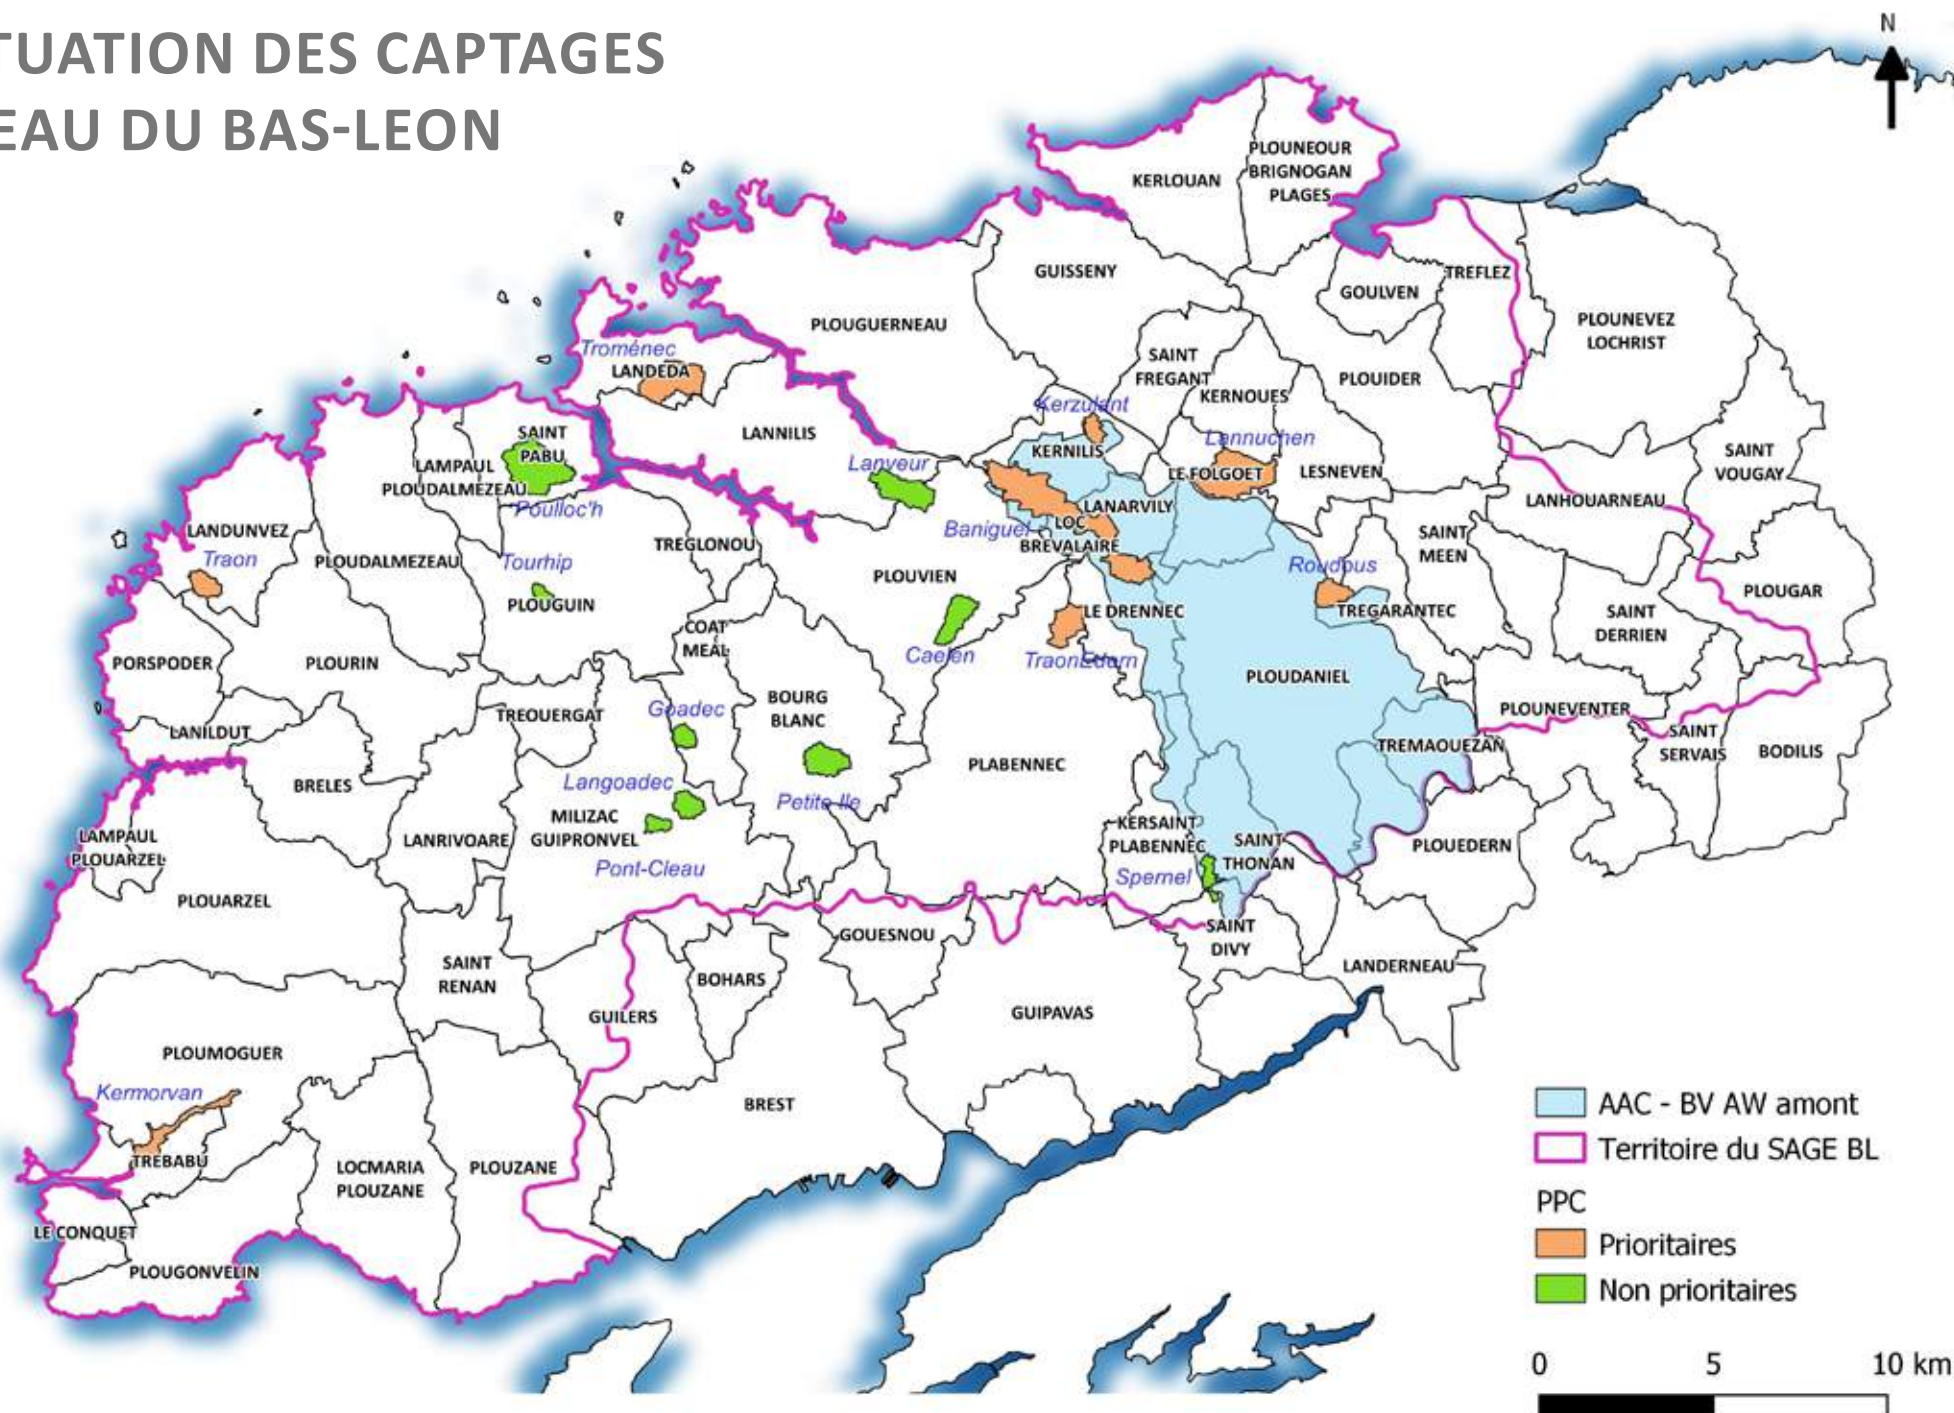 TUATION DES CAPTAGES
EAU DU BAS-LEON
N
KERLOUAN
PLOUNEOUR
BRIGNOGAN
PLAGES
GUISSENY
GOULVEN
TREFLEZ
PLOUNEVEZ
LOCHRIST
PLOUGUERNEAU
Troménec
LANDEDA
SAINT
FREGANT
KERNOUES
PLOUIDER
Kerzulant
LANNILIS
SAINT
PABU
LAMPAUL
PLOUDALMEZEAU
Poulloc'h
Lanveur
KERNILIS
Lannuchen
LE FOLGOET
LESNEVEN
SAINT
VOUGAY
LANHOUARNEAU
LANARVILY
LOC
BREVALAIRE
Baniguel
LANDUNVEZ
Traon
PLOUDALMEZEAU
Tourhip
PLOUGUIN
TREGLONOU
PLOUVIEN
SAINT
MEEN
Roudous
TREGARANTEC
PLOUGAR
SAINT
DERRIEN
LE DRENNEC
COAT
MEAL
Caelen
TraonEdern
PORSPODER
PLOURIN
PLOUDANIEL
BOURG
BLANC
Goadec
TREOUERGAT
LANILDUT
PLOUNEVENTER
TREMAOUEZAN
SAINT
SERVAIS
BODILIS
PLABENNEC
BRELES
Langoadec
Petite Ile
MILIZAC
GUIPRONVEL
LANRIVOARE
LAMPAUL
PLOUARZEL
KERSAINT
PLABENNEC
SAINT
THONAN
PLOUEDERN
Pont-Cleau
Spernel
PLOUARZEL
SAINT
DIVY
GOUESNOU
SAINT
RENAN
BOHARS
LANDERNEAU
GUILERS
GUIPAVAS
PLOUMOGUER
Kermorvan
BREST
TREBABU
LOCMARIA
PLOUZANE
PLOUZANE
LE CONQUET
PLOUGONVELIN
AAC - BV AW amont
Territoire du SAGE BL
PPC
Prioritaires
Non prioritaires
0 5 10 km